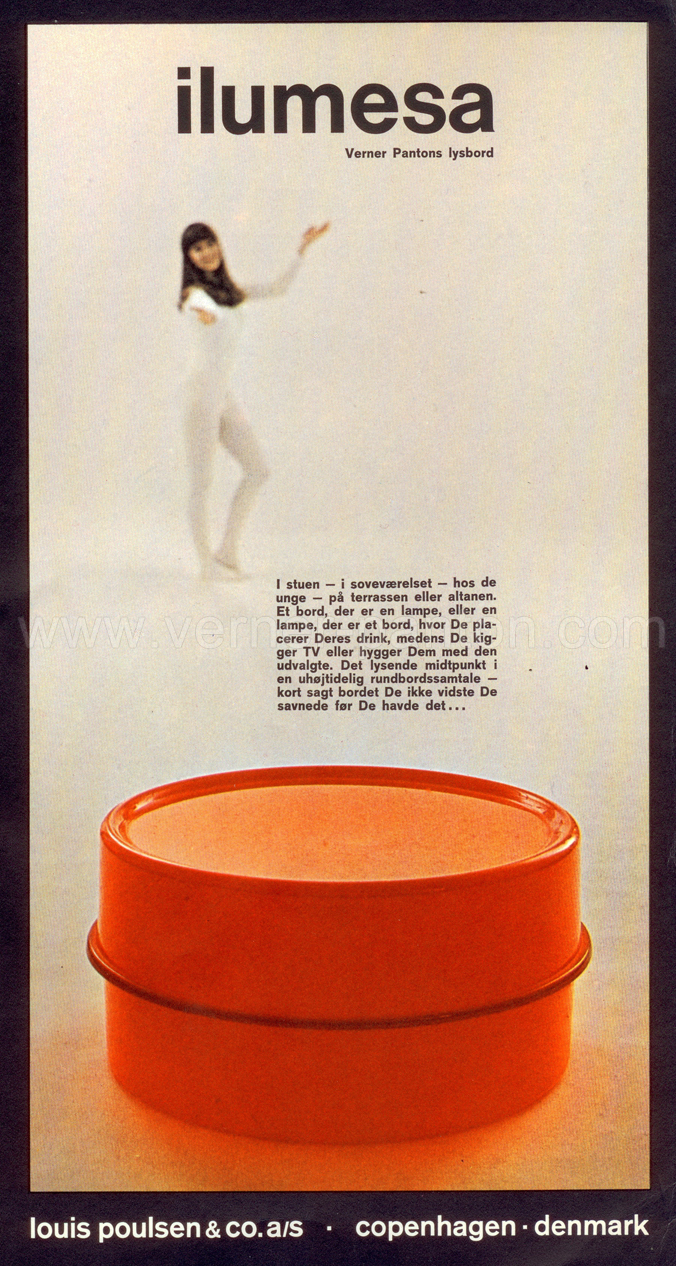 ilumesa
Verner Pantons lysbord
I stuen — i soveværelset — hos de
unge — på terrassen eller altanen.
Et bord, der er en lampe, eller en
lampe, der er et bord, hvor De pla-
cerer Deres drink, medens De kig-
ger TV eller hygger Dem med den
udvalgte. Det lysende midtpunkt i
en uhøjtidelig rundbordssamtale —
kort sagt bordet De ikke vidste De
savnede før De havde det...
louis poulsen & co. a/s · copenhagen · denmark